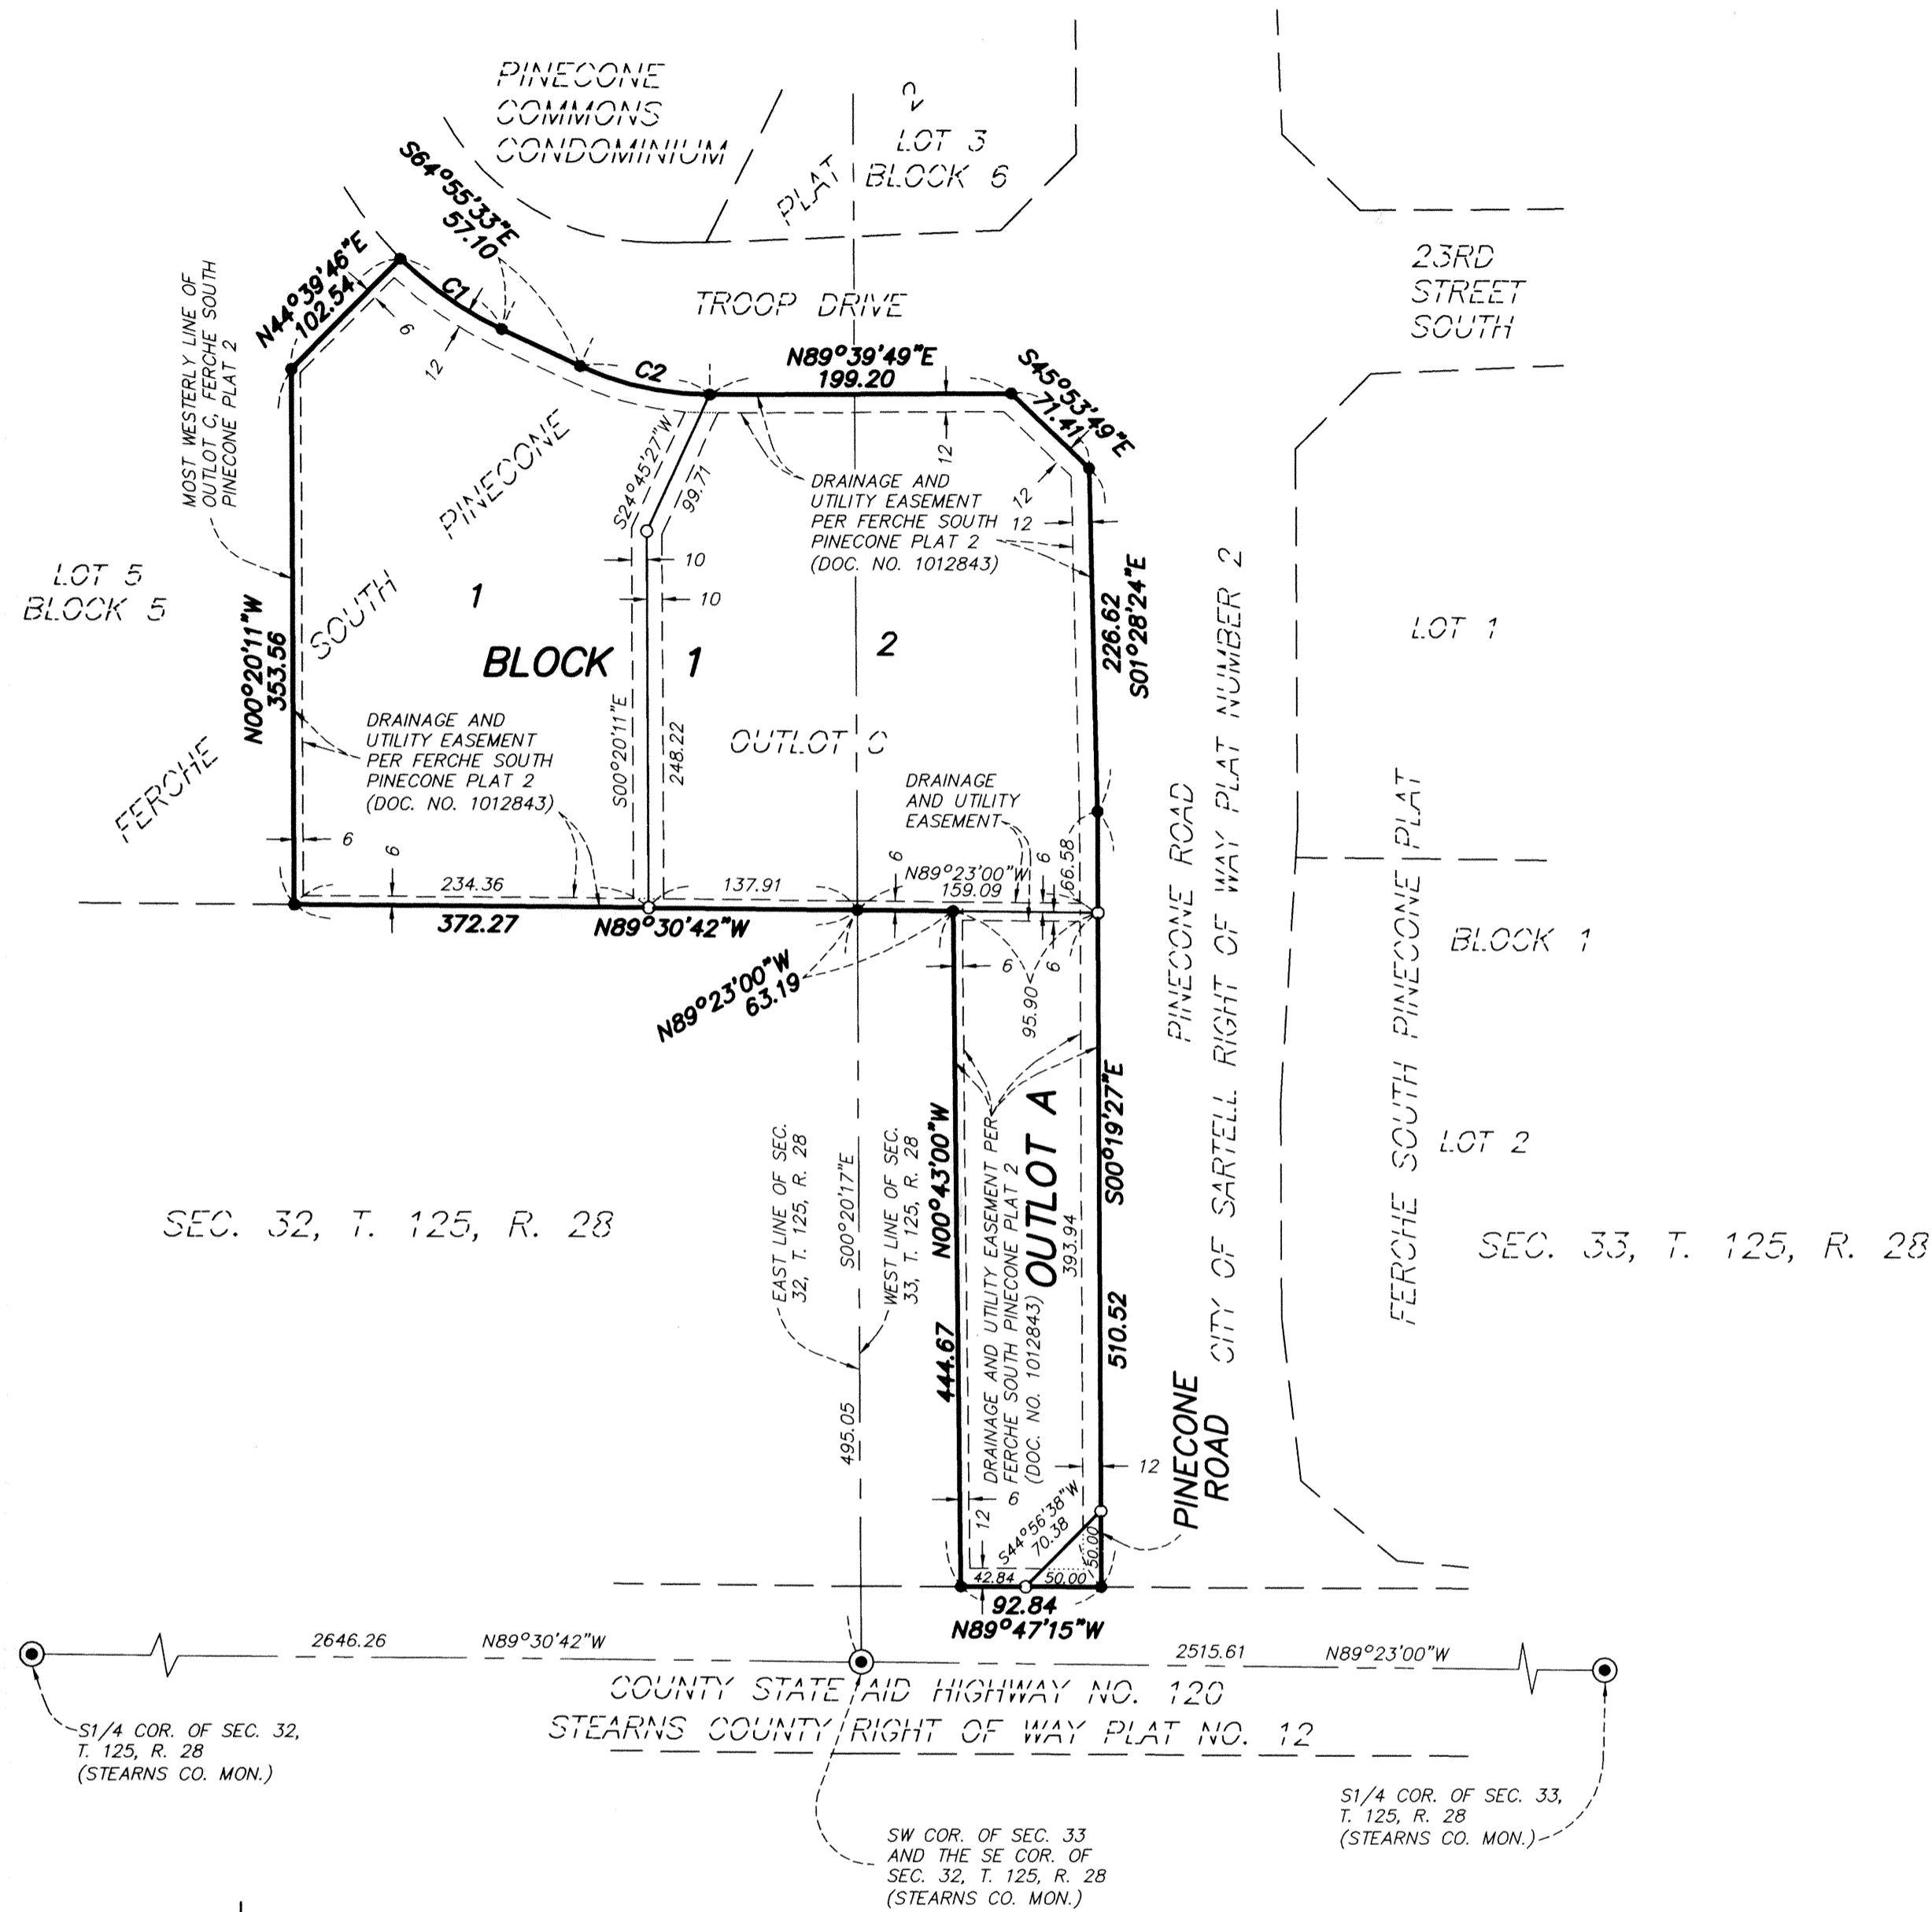 PINECONE
COMMONS
CONDOMINIUM
2
LOT 3
BLOCK 6
PLAT
S64°55'33"E
57.10
23RD
STREET
SOUTH
N44°39'46"E
102.54
C1
6
12
TROOP DRIVE
C2
N89°39'49"E
199.20
S45°53'49"E
71.41
MOST WESTERLY LINE OF
OUTLOT C, FERCHE SOUTH
PINECONE PLAT 2
PINECONE
S24°45'27"W
99.71
12
DRAINAGE AND
UTILITY EASEMENT
PER FERCHE SOUTH
PINECONE PLAT 2
(DOC. NO. 1012843)
12
12
10
10
LOT 5
BLOCK 5
SOUTH
1
N00°20'11"W
353.56
BLOCK 1
2
226.62
S01°28'24"E
LOT 1
DRAINAGE AND
UTILITY EASEMENT
PER FERCHE SOUTH
PINECONE PLAT 2
(DOC. NO. 1012843)
S00°20'11"E
248.22
OUTLOT C
FERCHE
DRAINAGE
AND UTILITY
EASEMENT
PINECONE ROAD
CITY OF SARTELL RIGHT OF WAY PLAT NUMBER 2
FERCHE SOUTH PINECONE PLAT
6
6
234.36
137.91
6
N89°23'00"W
159.09
6
66.58
372.27
N89°30'42"W
BLOCK 1
N89°23'00"W
63.19
6
6
95.90
LOT 2
EAST LINE OF SEC.
32, T. 125, R. 28
S00°20'17"E
WEST LINE OF SEC.
33, T. 125, R. 28
N00°43'00"W
444.67
DRAINAGE AND UTILITY EASEMENT PER
FERCHE SOUTH PINECONE PLAT 2
(DOC. NO. 1012843)
OUTLOT A
393.94
S00°19'27"E
510.52
SEC. 32, T. 125, R. 28
SEC. 33, T. 125, R. 28
495.05
PINECONE
ROAD
12
6
12
S44°56'38"W
70.38
50.00
42.84
50.00
92.84
N89°47'15"W
2646.26
N89°30'42"W
2515.61
N89°23'00"W
COUNTY STATE AID HIGHWAY NO. 120
STEARNS COUNTY RIGHT OF WAY PLAT NO. 12
S1/4 COR. OF SEC. 32,
T. 125, R. 28
(STEARNS CO. MON.)
S1/4 COR. OF SEC. 33,
T. 125, R. 28
(STEARNS CO. MON.)
SW COR. OF SEC. 33
AND THE SE COR. OF
SEC. 32, T. 125, R. 28
(STEARNS CO. MON.)